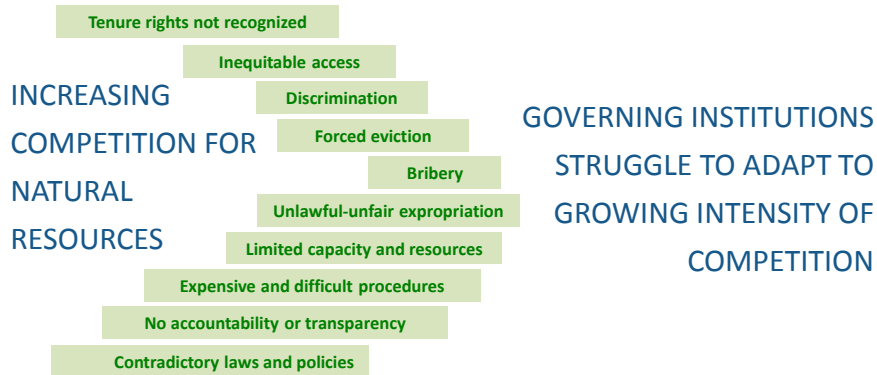 Tenure rights not recognized
Inequitable access
Discrimination
Forced eviction
Bribery
Unlawful-unfair expropriation
Limited capacity and resources
Expensive and difficult procedures
No accountability or transparency
Contradictory laws and policies
INCREASING
COMPETITION FOR
NATURAL
RESOURCES
GOVERNING INSTITUTIONS
STRUGGLE TO ADAPT TO
GROWING INTENSITY OF
COMPETITION